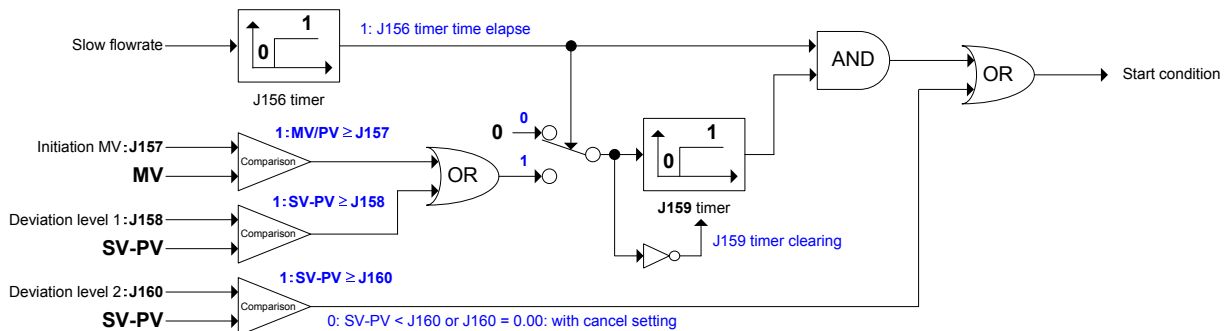 Slow flowrate
0
1
J156 timer
1: J156 timer time elapse
AND
OR
Start condition
Initiation MV:J157
MV
Comparison
1:MV/PV ≥ J157
OR
0
0
1
0
1
J159 timer
J159 timer clearing
Deviation level 1:J158
SV-PV
Comparison
1:SV-PV ≥ J158
Deviation level 2:J160
SV-PV
Comparison
1:SV-PV ≥ J160
0: SV-PV < J160 or J160 = 0.00: with cancel setting